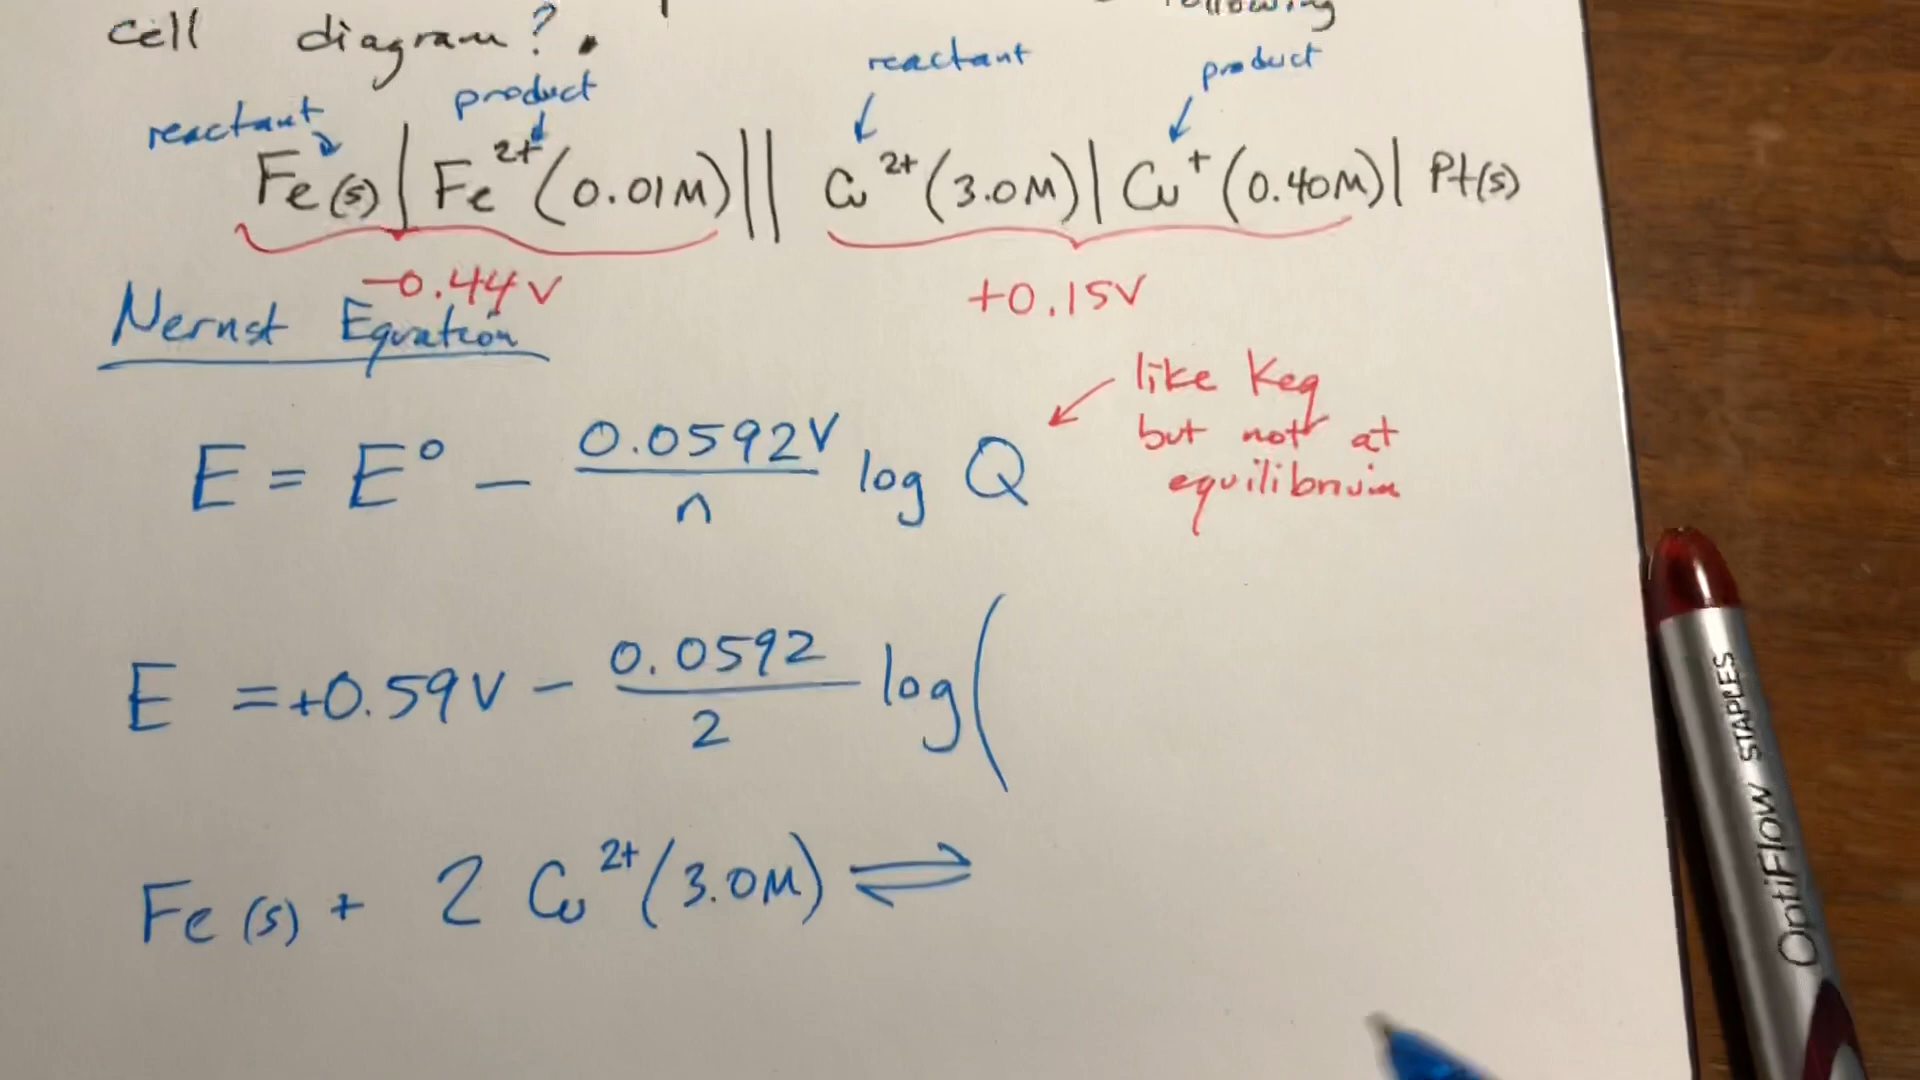 following
cell diagram?.
reactant product reactant product
Fe(s)|Fe²⁺(0.01M)||Cu²⁺(3.0M)|Cu⁺(0.40M)|Pt(s)
-0.44V +0.15V
Nernst Equation
like Keq
but not at
equilibrium
E = E° - 0.0592V/n log Q
E = +0.59V - 0.0592/2 log(
Fe(s) + 2 Cu²⁺(3.0M) ⇌
OptiFlow STAPLES